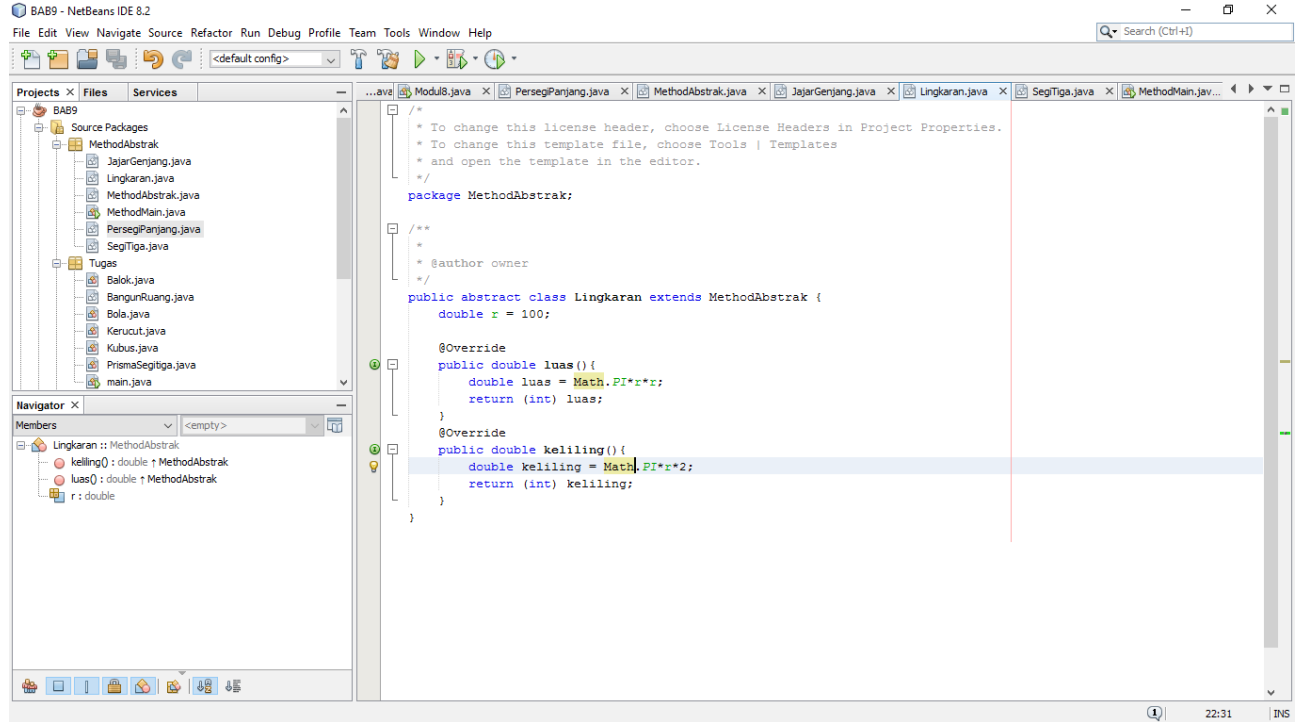 BAB9 - NetBeans IDE 8.2
File Edit View Navigate Source Refactor Run Debug Profile Team Tools Window Help
Search (Ctrl+I)
<default config>
Projects Files Services
BAB9
Source Packages
MethodAbstrak
JajarGenjang.java
Lingkaran.java
MethodAbstrak.java
MethodMain.java
PersegiPanjang.java
SegiTiga.java
Tugas
Balok.java
BangunRuang.java
Bola.java
Kerucut.java
Kubus.java
PrismaSegitiga.java
main.java
Navigator
Members <empty>
Lingkaran :: MethodAbstrak
keliling() : double ↑ MethodAbstrak
luas() : double ↑ MethodAbstrak
r : double
...ava Modul8.java PersegiPanjang.java MethodAbstrak.java JajarGenjang.java Lingkaran.java SegiTiga.java MethodMain.jav...
/*
* To change this license header, choose License Headers in Project Properties.
* To change this template file, choose Tools | Templates
* and open the template in the editor.
*/
package MethodAbstrak;
/**
*
* @author owner
*/
public abstract class Lingkaran extends MethodAbstrak {
double r = 100;
@Override
public double luas(){
double luas = Math.PI*r*r;
return (int) luas;
}
@Override
public double keliling(){
double keliling = Math.PI*r*2;
return (int) keliling;
}
}
1 22:31 INS